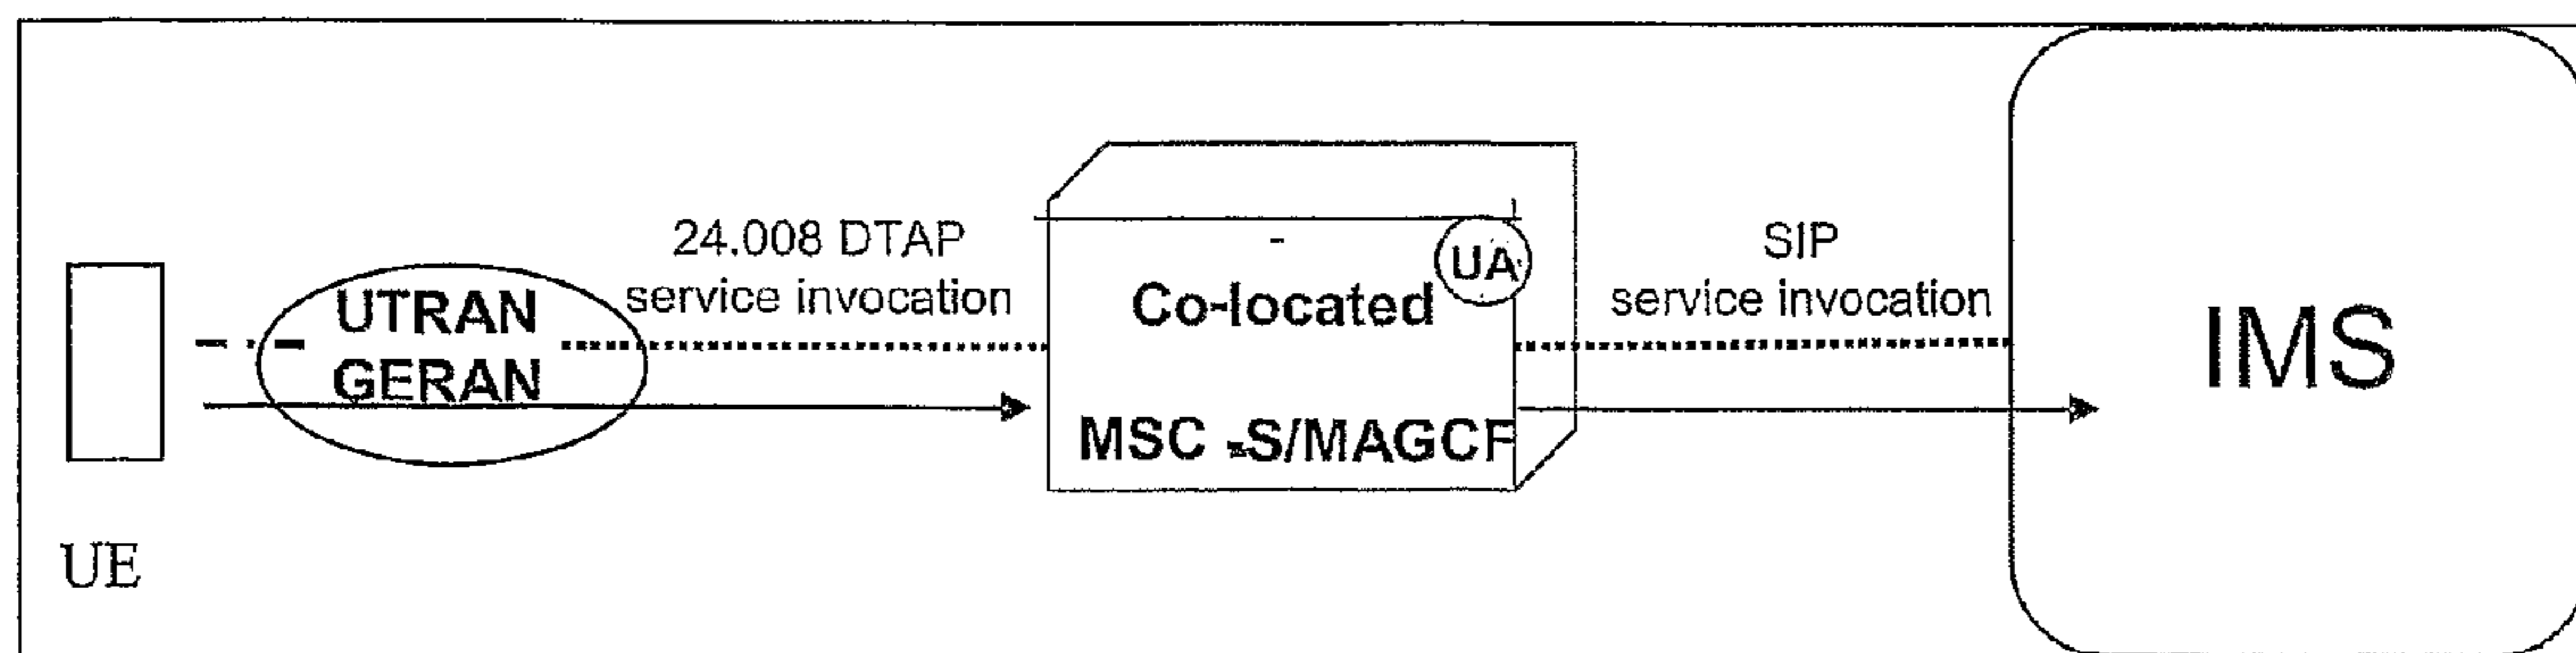 24.008 DTAP
service invocation
UTRAN
GERAN
UE
UA
Co-located
MSC -S/MAGCF
SIP
service invocation
IMS